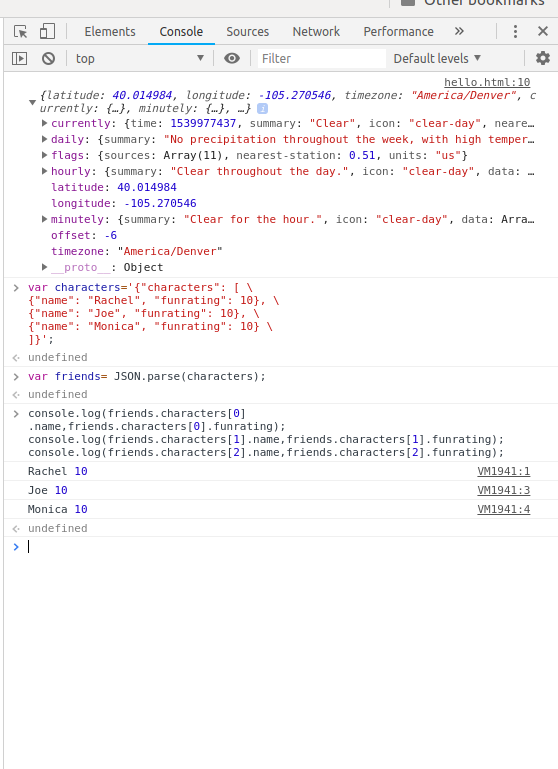 Other bookmarks
Elements Console Sources Network Performance »
top Filter Default levels
hello.html:10
{latitude: 40.014984, longitude: -105.270546, timezone: "America/Denver", c
urrently: {…}, minutely: {…}, …} i
currently: {time: 1539977437, summary: "Clear", icon: "clear-day", neare…
daily: {summary: "No precipitation throughout the week, with high temper…
flags: {sources: Array(11), nearest-station: 0.51, units: "us"}
hourly: {summary: "Clear throughout the day.", icon: "clear-day", data: …
latitude: 40.014984
longitude: -105.270546
minutely: {summary: "Clear for the hour.", icon: "clear-day", data: Arra…
offset: -6
timezone: "America/Denver"
__proto__: Object
var characters='{"characters": [ \
{"name": "Rachel", "funrating": 10}, \
{"name": "Joe", "funrating": 10}, \
{"name": "Monica", "funrating": 10} \
]}';
undefined
var friends= JSON.parse(characters);
undefined
console.log(friends.characters[0]
.name,friends.characters[0].funrating);
console.log(friends.characters[1].name,friends.characters[1].funrating);
console.log(friends.characters[2].name,friends.characters[2].funrating);
Rachel 10 VM1941:1
Joe 10 VM1941:3
Monica 10 VM1941:4
undefined